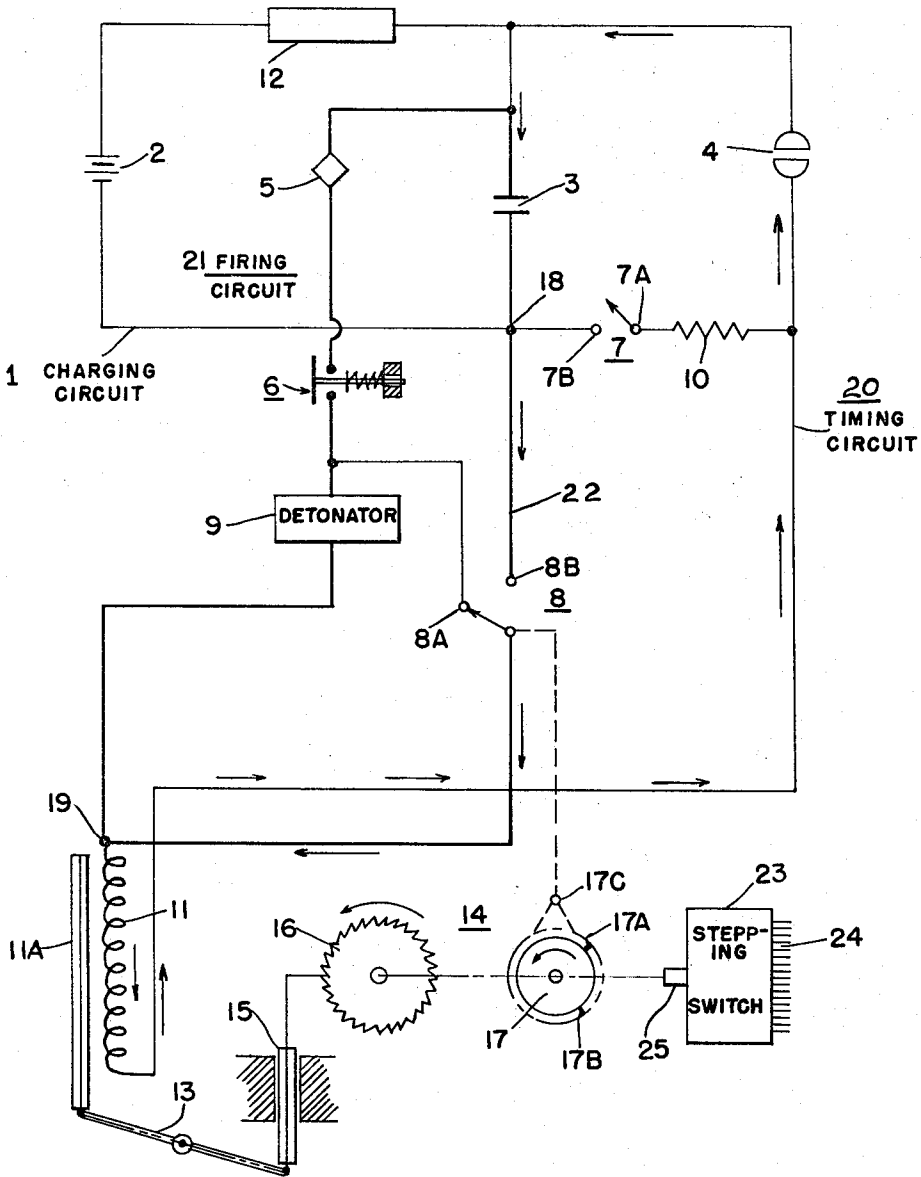 12
2
5
3
4
21 FIRING
CIRCUIT
18
7A
7
7B
10
1 CHARGING
CIRCUIT
6
20
TIMING
CIRCUIT
9
DETONATOR
22
8B
8
8A
19
11
11A
13
15
16
14
17C
17A
17
17B
23
STEPP-
ING
SWITCH
24
25